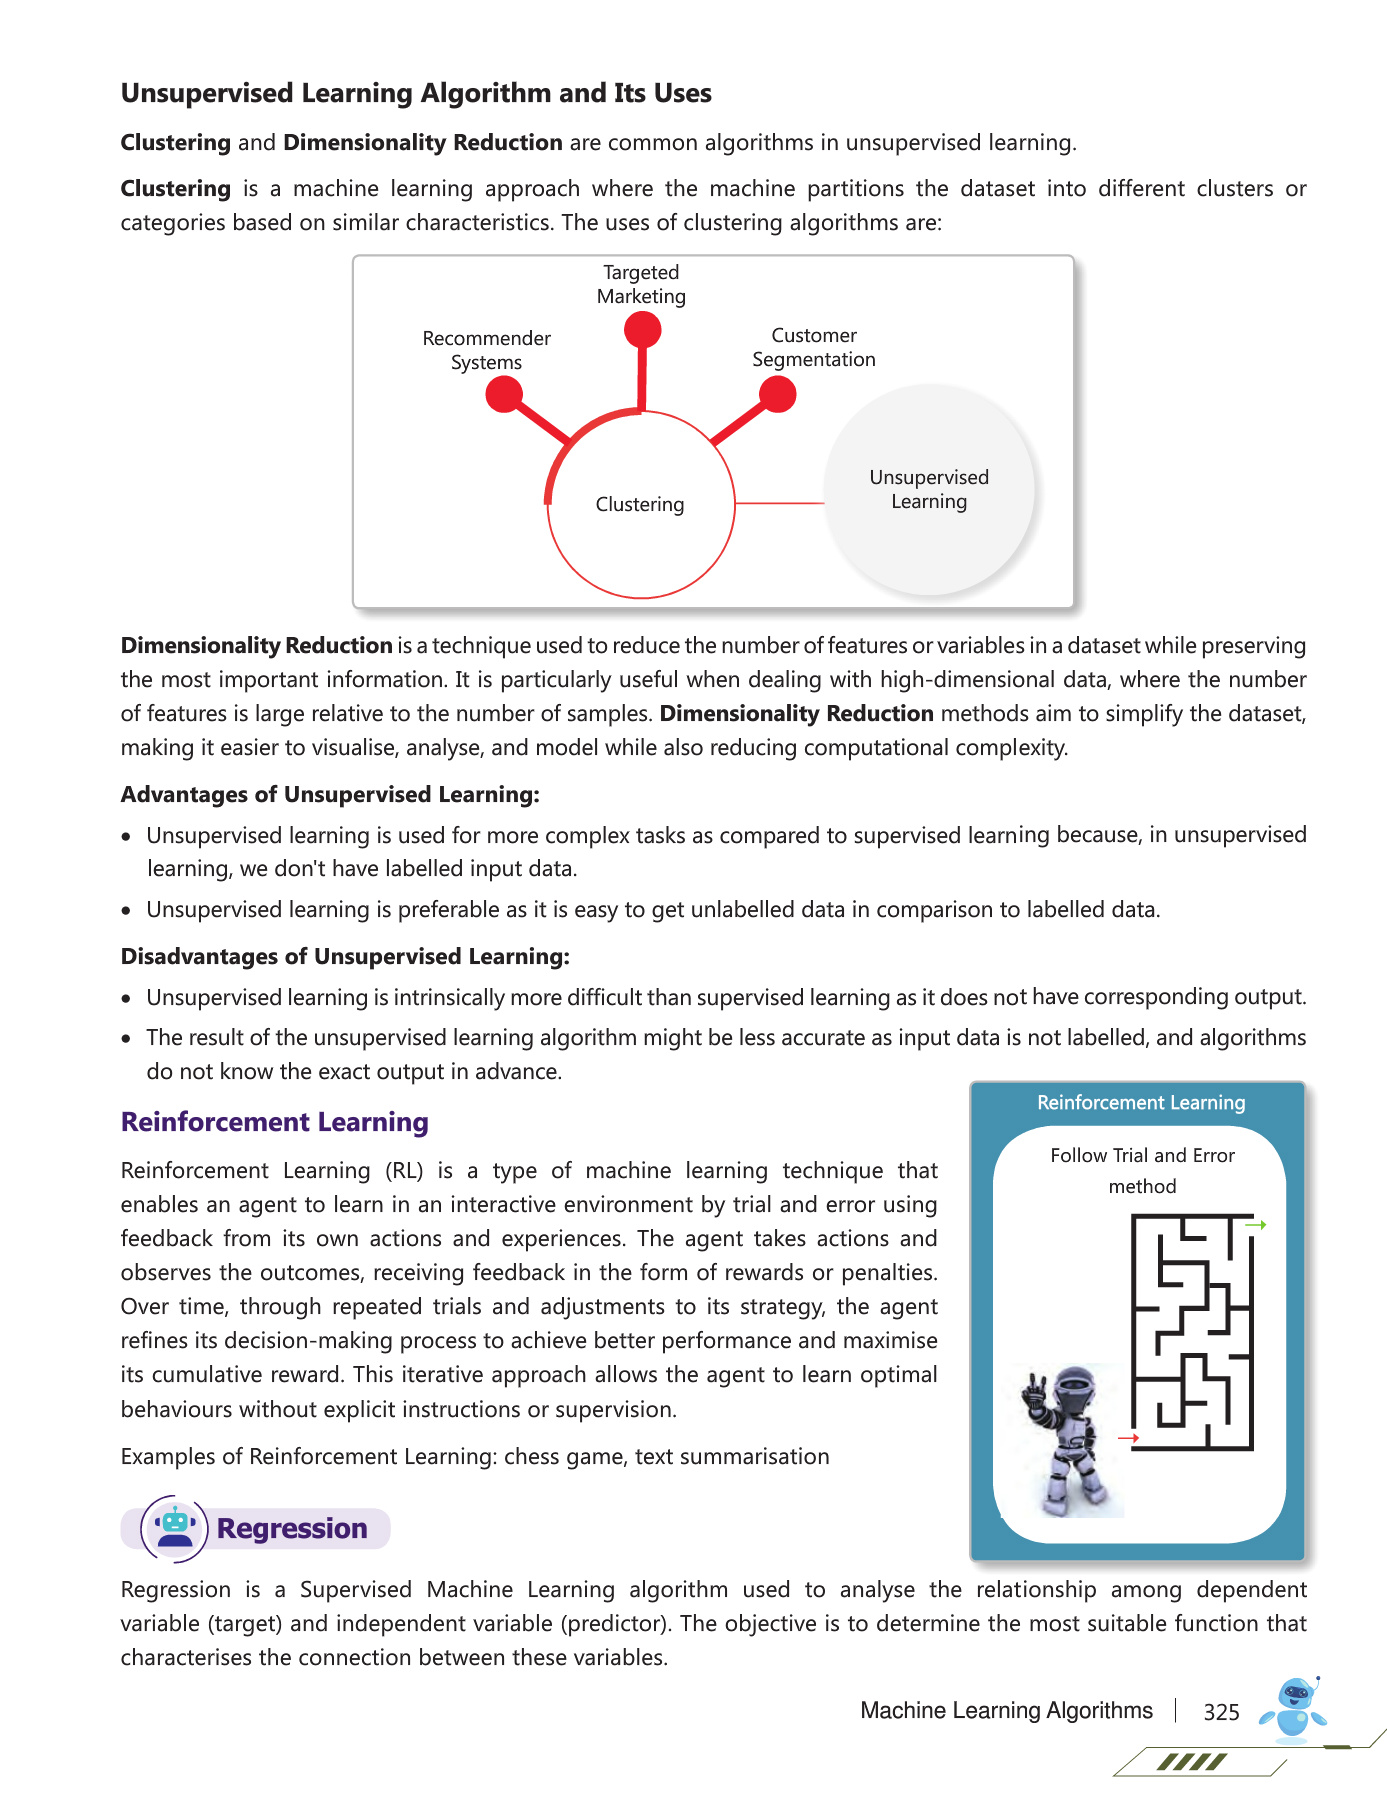 Unsupervised Learning Algorithm and Its Uses
Clustering and Dimensionality Reduction are common algorithms in unsupervised learning.
Clustering is a machine learning approach where the machine partitions the dataset into different clusters or
categories based on similar characteristics. The uses of clustering algorithms are:
Targeted
Marketing
Recommender
Systems
Customer
Segmentation
Clustering
Unsupervised
Learning
Dimensionality Reduction is a technique used to reduce the number of features or variables in a dataset while preserving
the most important information. It is particularly useful when dealing with high-dimensional data, where the number
of features is large relative to the number of samples. Dimensionality Reduction methods aim to simplify the dataset,
making it easier to visualise, analyse, and model while also reducing computational complexity.
Advantages of Unsupervised Learning:
• Unsupervised learning is used for more complex tasks as compared to supervised learning because, in unsupervised
learning, we don't have labelled input data.
• Unsupervised learning is preferable as it is easy to get unlabelled data in comparison to labelled data.
Disadvantages of Unsupervised Learning:
• Unsupervised learning is intrinsically more difficult than supervised learning as it does not have corresponding output.
• The result of the unsupervised learning algorithm might be less accurate as input data is not labelled, and algorithms
do not know the exact output in advance.
Reinforcement Learning
Reinforcement Learning (RL) is a type of machine learning technique that
enables an agent to learn in an interactive environment by trial and error using
feedback from its own actions and experiences. The agent takes actions and
observes the outcomes, receiving feedback in the form of rewards or penalties.
Over time, through repeated trials and adjustments to its strategy, the agent
refines its decision-making process to achieve better performance and maximise
its cumulative reward. This iterative approach allows the agent to learn optimal
behaviours without explicit instructions or supervision.
Examples of Reinforcement Learning: chess game, text summarisation
Reinforcement Learning
Follow Trial and Error
method
Regression
Regression is a Supervised Machine Learning algorithm used to analyse the relationship among dependent
variable (target) and independent variable (predictor). The objective is to determine the most suitable function that
characterises the connection between these variables.
Machine Learning Algorithms 325